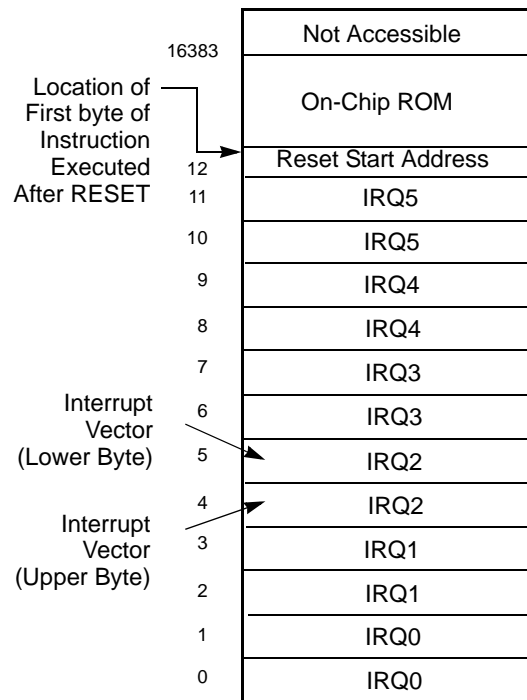 Not Accessible
16383
Location of
First byte of
Instruction
Executed
After RESET
On-Chip ROM
12
Reset Start Address
11
IRQ5
10
IRQ5
9
IRQ4
8
IRQ4
7
IRQ3
6
IRQ3
Interrupt
Vector
(Lower Byte)
5
IRQ2
4
IRQ2
Interrupt
Vector
(Upper Byte)
3
IRQ1
2
IRQ1
1
IRQ0
0
IRQ0